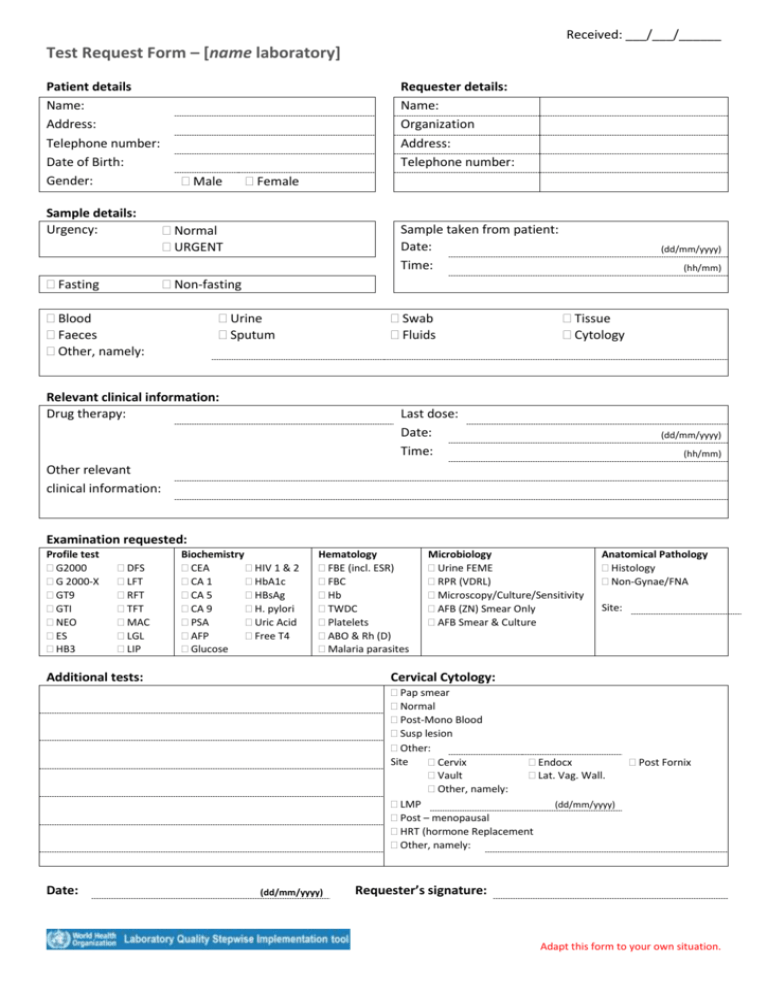 Received: ___/___/______
Test Request Form – [name laboratory]
Patient details
Name:
Address:
Telephone number:
Date of Birth:
Gender: ☐ Male ☐ Female
Requester details:
Name:
Organization
Address:
Telephone number:
Sample details:
Urgency: ☐ Normal
☐ URGENT
☐ Fasting ☐ Non-fasting
Sample taken from patient:
Date: (dd/mm/yyyy)
Time: (hh/mm)
☐ Blood ☐ Urine ☐ Swab ☐ Tissue
☐ Faeces ☐ Sputum ☐ Fluids ☐ Cytology
☐ Other, namely:
Relevant clinical information:
Drug therapy: Last dose:
Date: (dd/mm/yyyy)
Time: (hh/mm)
Other relevant
clinical information:
Examination requested:
Profile test
☐ G2000 ☐ DFS
☐ G 2000-X ☐ LFT
☐ GT9 ☐ RFT
☐ GTI ☐ TFT
☐ NEO ☐ MAC
☐ ES ☐ LGL
☐ HB3 ☐ LIP
Biochemistry
☐ CEA ☐ HIV 1 & 2
☐ CA 1 ☐ HbA1c
☐ CA 5 ☐ HBsAg
☐ CA 9 ☐ H. pylori
☐ PSA ☐ Uric Acid
☐ AFP ☐ Free T4
☐ Glucose
Hematology
☐ FBE (incl. ESR)
☐ FBC
☐ Hb
☐ TWDC
☐ Platelets
☐ ABO & Rh (D)
☐ Malaria parasites
Microbiology
☐ Urine FEME
☐ RPR (VDRL)
☐ Microscopy/Culture/Sensitivity
☐ AFB (ZN) Smear Only
☐ AFB Smear & Culture
Anatomical Pathology
☐ Histology
☐ Non-Gynae/FNA
Site:
Additional tests:
Cervical Cytology:
☐ Pap smear
☐ Normal
☐ Post-Mono Blood
☐ Susp lesion
☐ Other:
Site ☐ Cervix ☐ Endocx ☐ Post Fornix
☐ Vault ☐ Lat. Vag. Wall.
☐ Other, namely:
☐ LMP (dd/mm/yyyy)
☐ Post – menopausal
☐ HRT (hormone Replacement
☐ Other, namely:
Date: (dd/mm/yyyy) Requester's signature:
World Health
Organization
Laboratory Quality Stepwise Implementation tool
Adapt this form to your own situation.